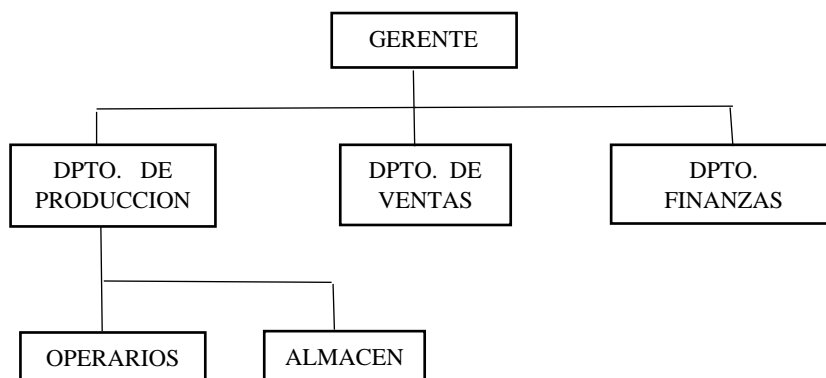 GERENTE
DPTO. DE
PRODUCCION
DPTO. DE
VENTAS
DPTO.
FINANZAS
OPERARIOS
ALMACEN